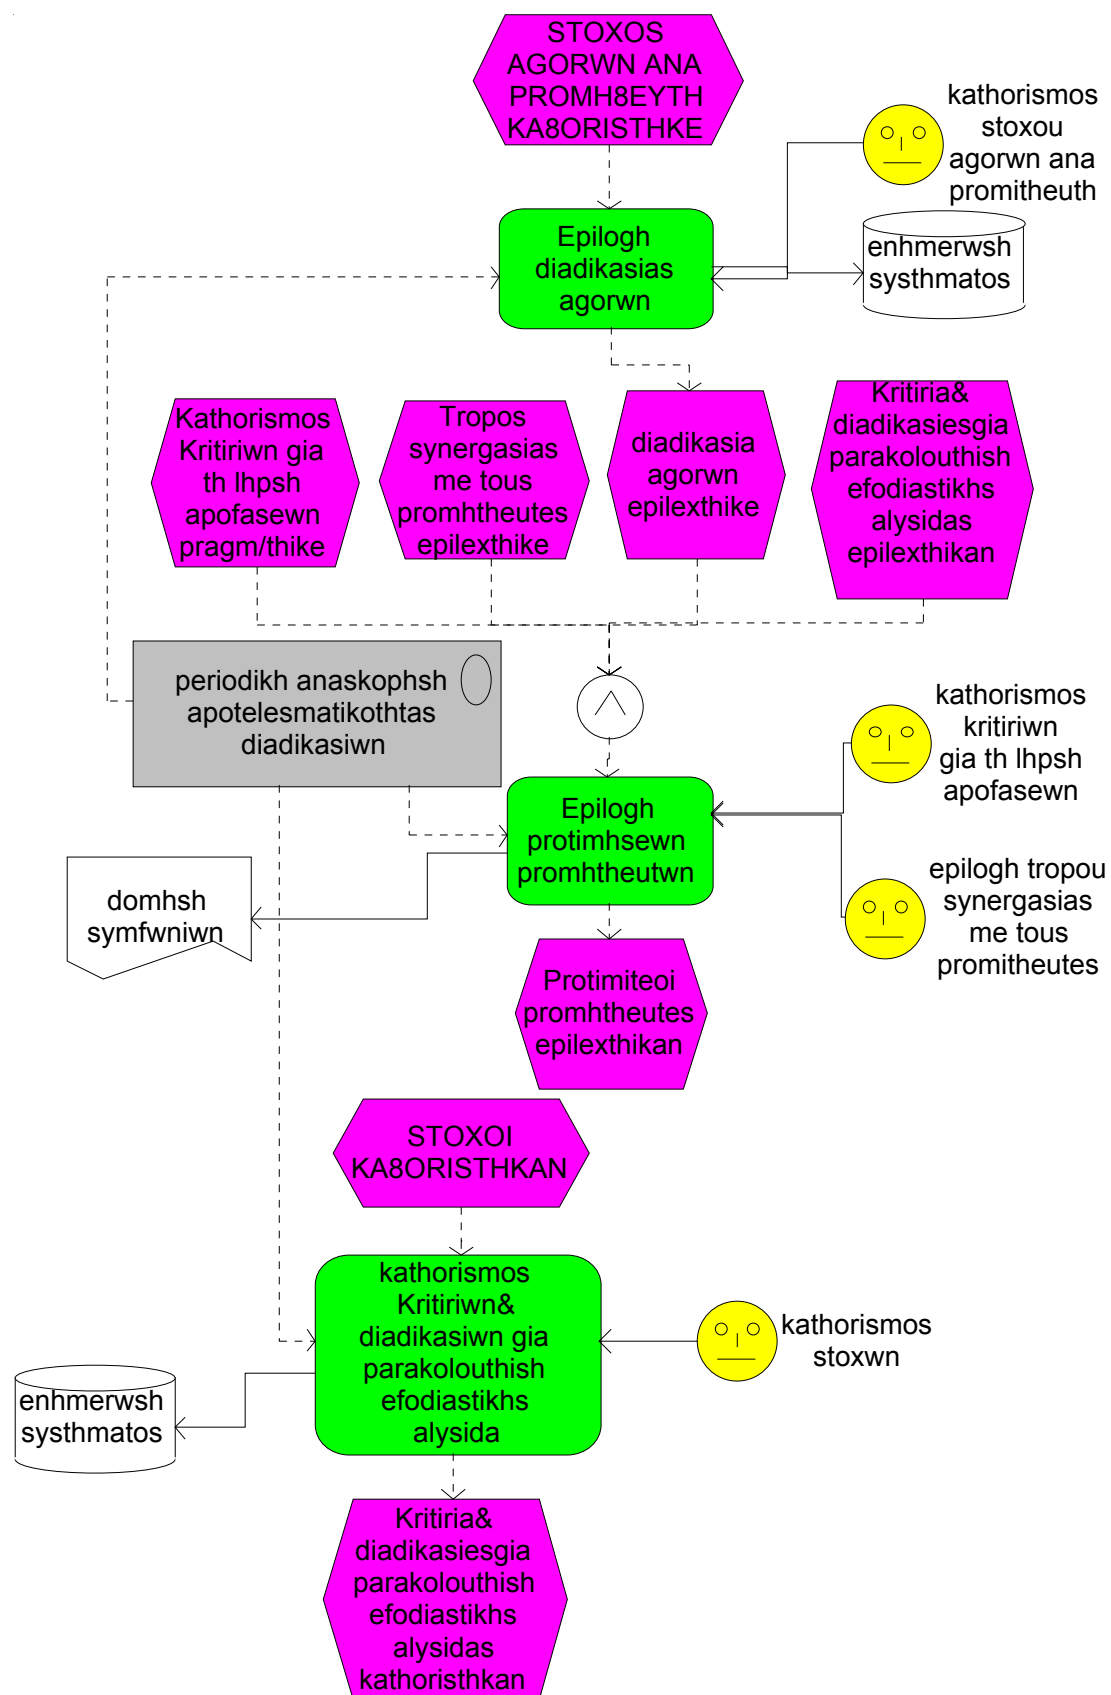 STOXOS
AGORWN ANA
PROMH8EYTH
KA8ORISTHKE
kathorismos
stoxou
agorwn ana
promitheuth
Epilogh
diadikasias
agorwn
enhmerwsh
systhmatos
Kathorismos
Kritiriwn gia
th lhpsh
apofasewn
pragm/thike
Tropos
synergasias
me tous
promhtheutes
epilexthike
diadikasia
agorwn
epilexthike
Kritiria&
diadikasiesgia
parakolouthish
efodiastikhs
alysidas
epilexthikan
periodikh anaskophsh
apotelesmatikothtas
diadikasiwn
kathorismos
kritiriwn
gia th lhpsh
apofasewn
Epilogh
protimhsewn
promhtheutwn
domhsh
symfwniwn
epilogh tropou
synergasias
me tous
promitheutes
Protimiteoi
promhtheutes
epilexthikan
STOXOI
KA8ORISTHKAN
kathorismos
Kritiriwn&
diadikasiwn gia
parakolouthish
efodiastikhs
alysida
kathorismos
stoxwn
enhmerwsh
systhmatos
Kritiria&
diadikasiesgia
parakolouthish
efodiastikhs
alysidas
kathoristhkan